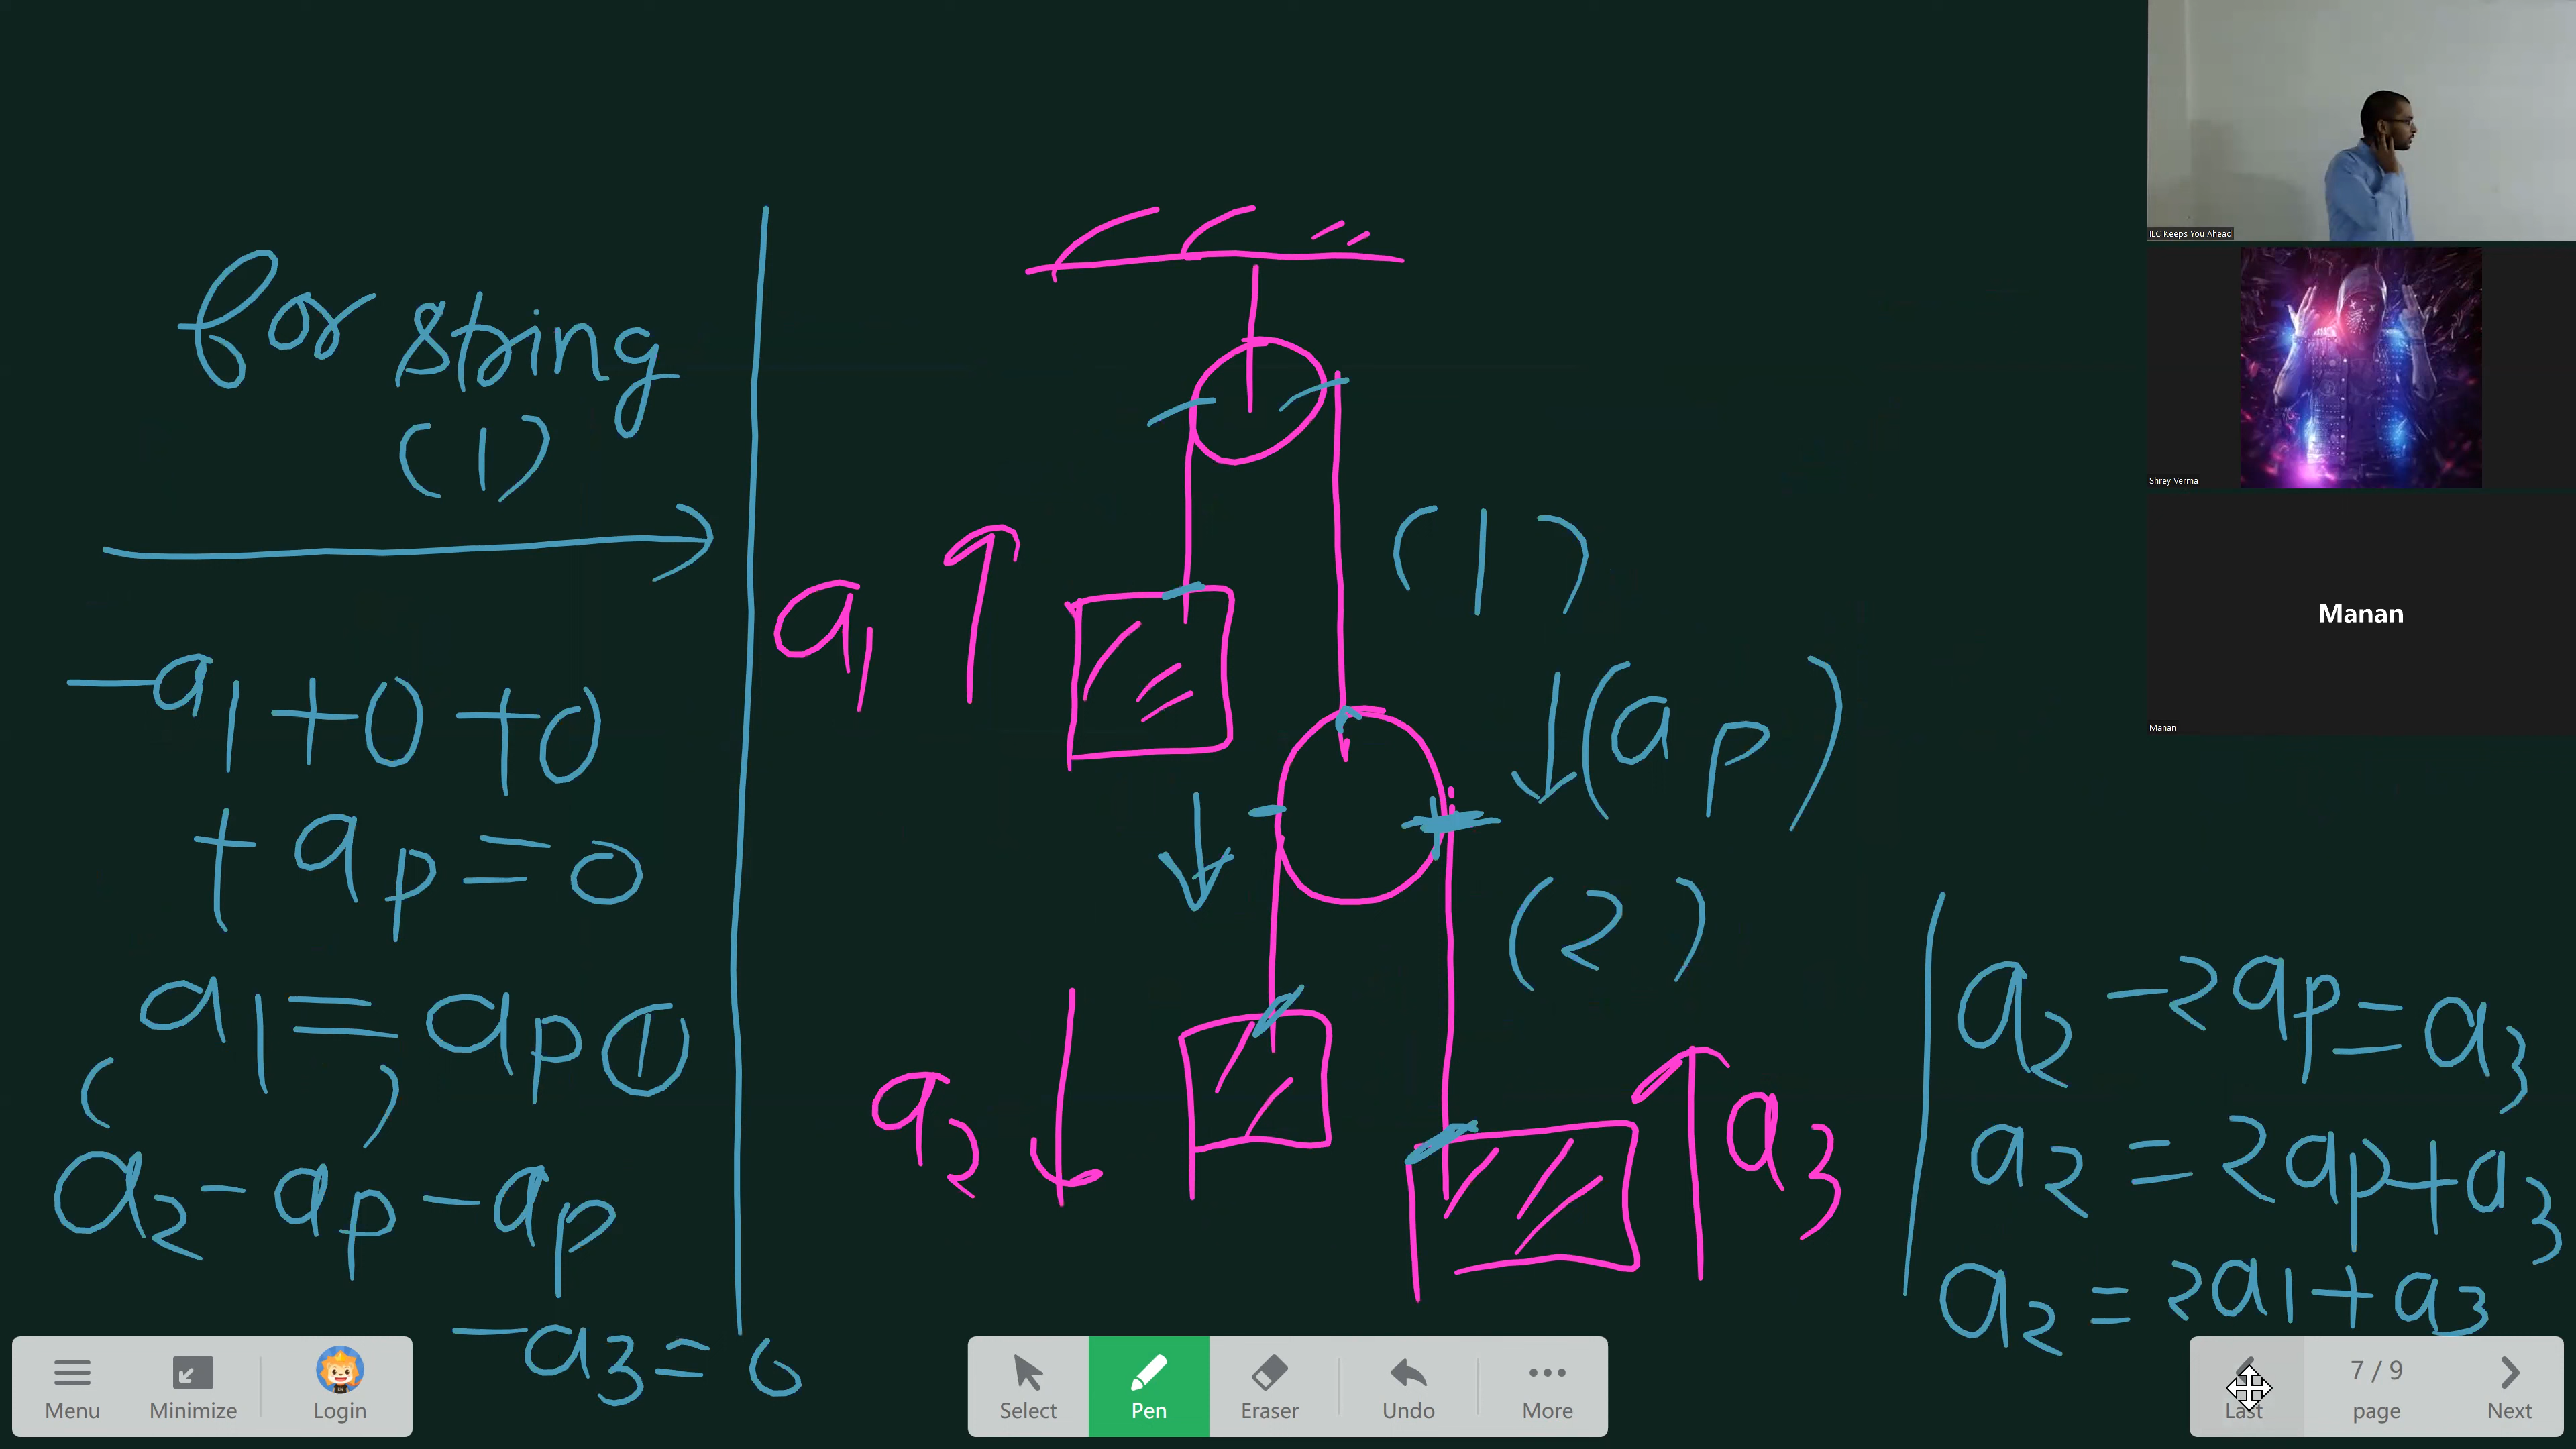 for string
(1)
-a1+0+0
+ap=0
a1=ap①
( )
a2-ap-ap
-a3=0
a1
(1)
(ap)
(2)
a2
a3
a2-2ap=a3
a2=2ap+a3
a2=2a1+a3
ILC Keeps You Ahead
Shrey Verma
Manan
Manan
Menu
Minimize
Login
Select
Pen
Eraser
Undo
More
Last
7 / 9
page
Next